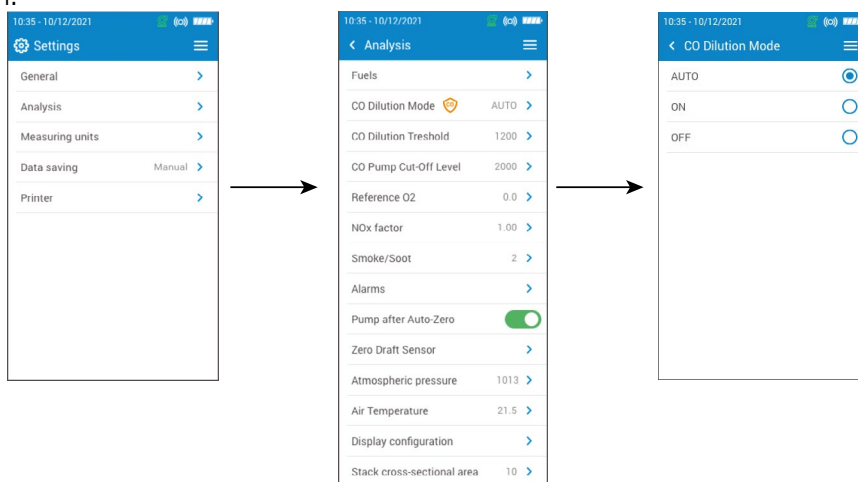 10:35 - 10/12/2021
Settings
General
Analysis
Measuring units
Data saving Manual
Printer
10:35 - 10/12/2021
Analysis
Fuels
CO Dilution Mode CO AUTO
CO Dilution Treshold 1200
CO Pump Cut-Off Level 2000
Reference O2 0.0
NOx factor 1.00
Smoke/Soot 2
Alarms
Pump after Auto-Zero
Zero Draft Sensor
Atmospheric pressure 1013
Air Temperature 21.5
Display configuration
Stack cross-sectional area 10
10:35 - 10/12/2021
CO Dilution Mode
AUTO
ON
OFF